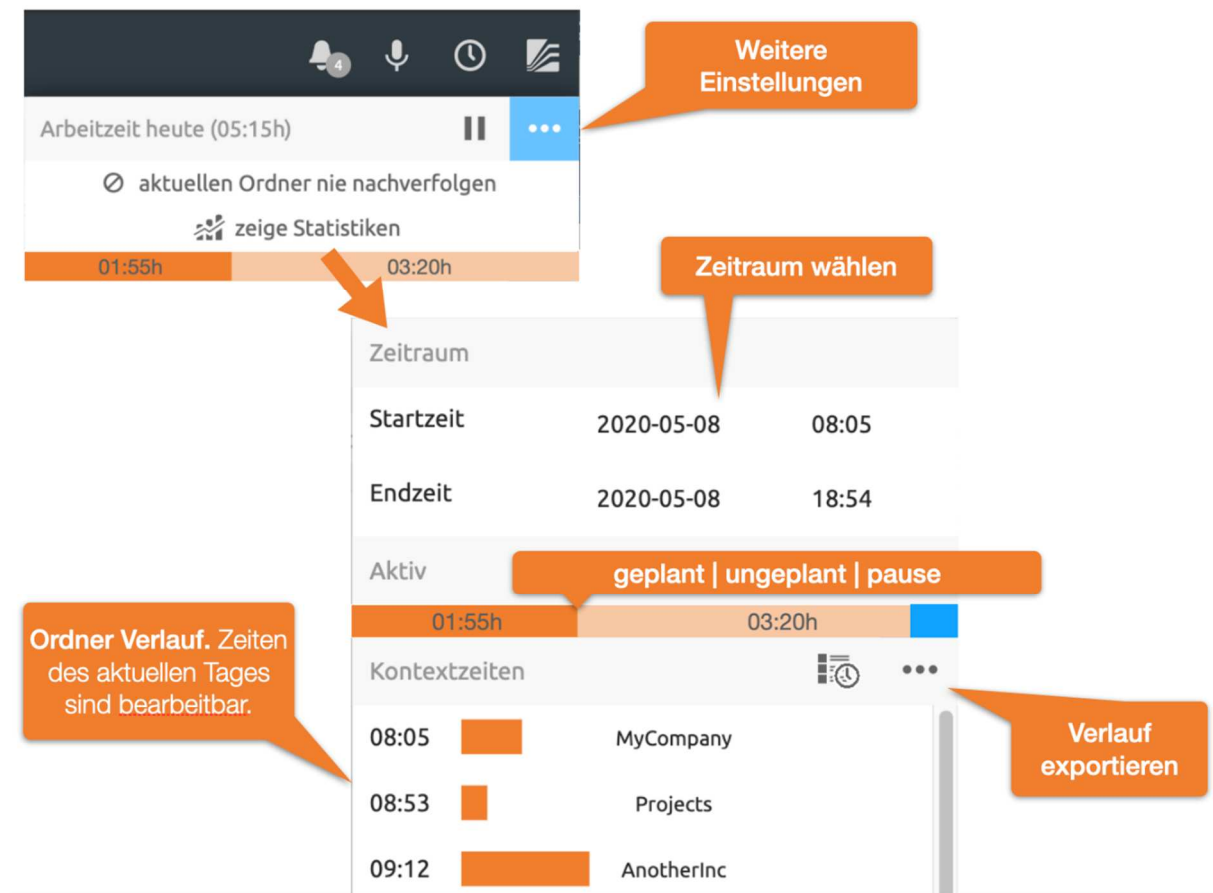 Weitere
Einstellungen
4
Arbeitzeit heute (05:15h)
aktuellen Ordner nie nachverfolgen
zeige Statistiken
01:55h 03:20h
Zeitraum wählen
Zeitraum
Startzeit 2020-05-08 08:05
Endzeit 2020-05-08 18:54
Aktiv
geplant | ungeplant | pause
01:55h 03:20h
Ordner Verlauf. Zeiten
des aktuellen Tages
sind bearbeitbar.
Kontextzeiten
08:05 MyCompany
Verlauf
exportieren
08:53 Projects
09:12 AnotherInc